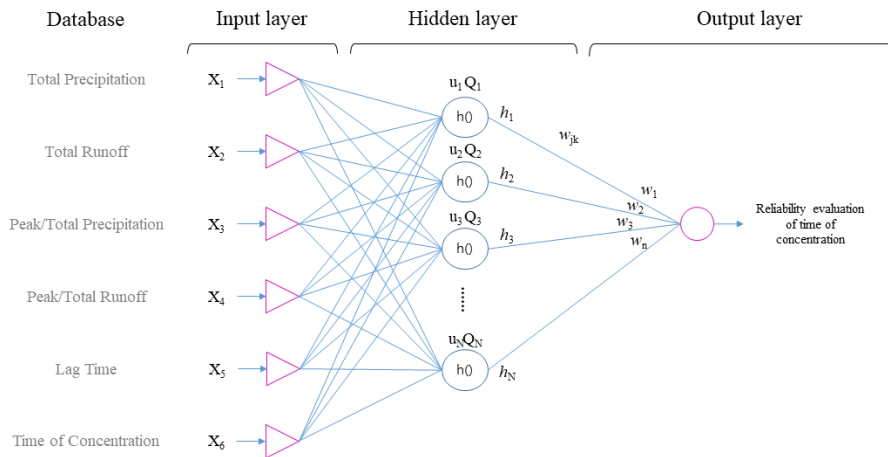 Database
Input layer
Hidden layer
Output layer
Total Precipitation
X1
Total Runoff
X2
Peak/Total Precipitation
X3
Peak/Total Runoff
X4
Lag Time
X5
Time of Concentration
X6
u1Q1
h()
h1
u2Q2
h()
h2
u3Q3
h()
h3
uNQN
h()
hN
wjk
w1
w2
w3
wn
Reliability evaluation
of time of
concentration